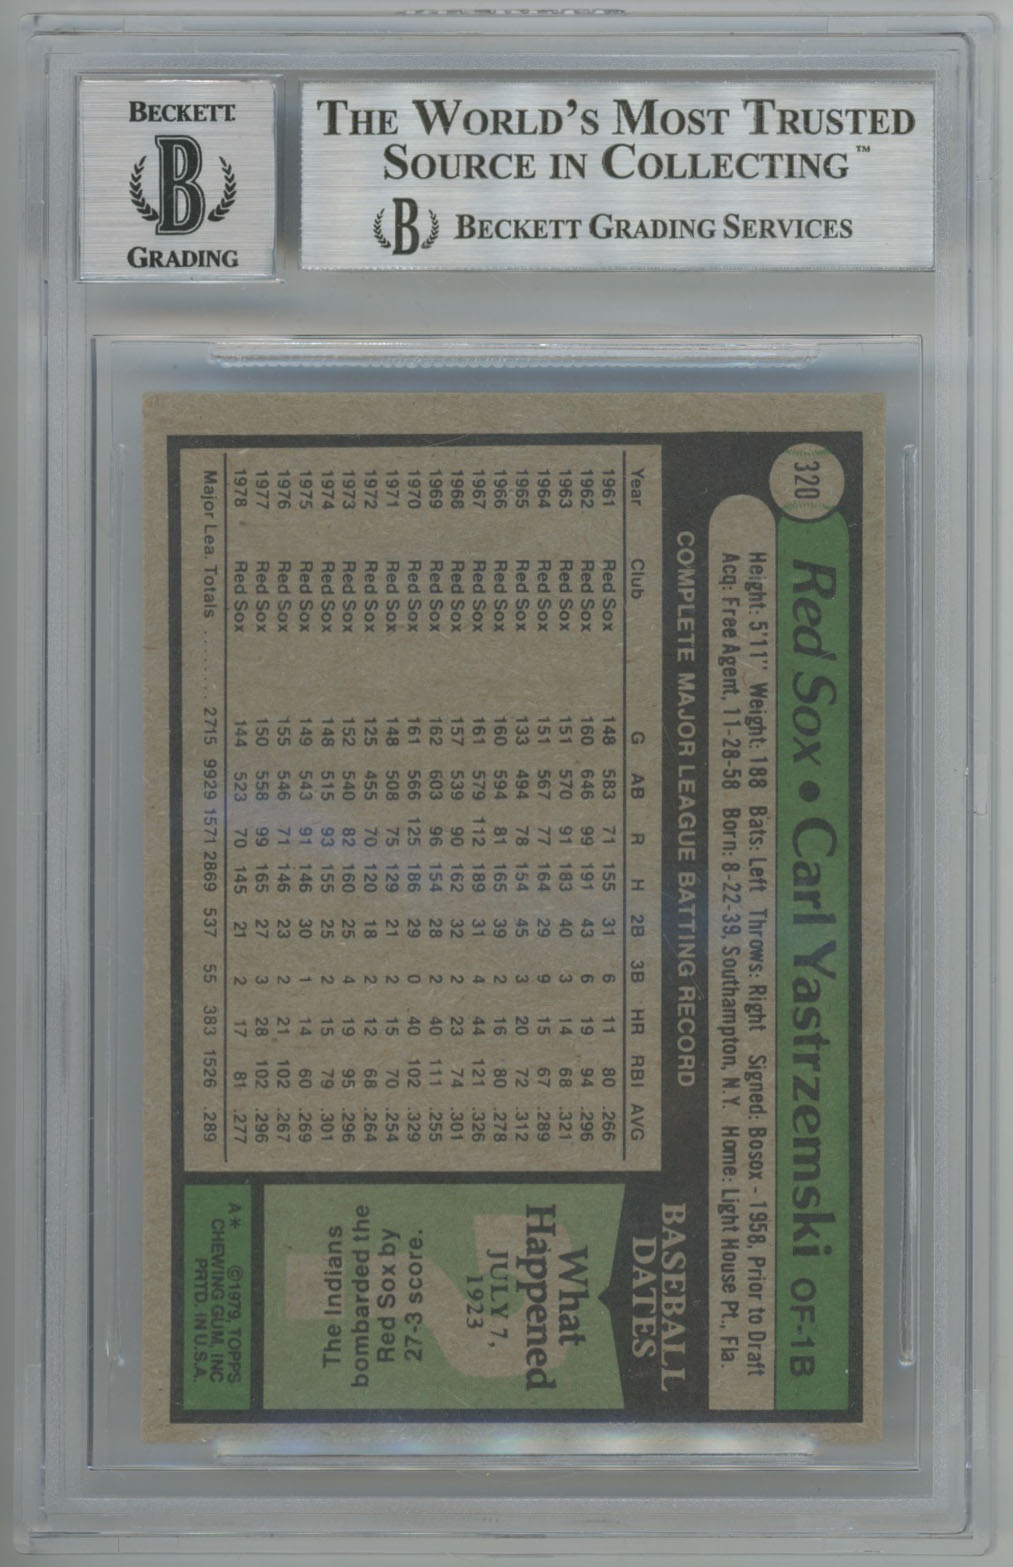 BECKETT
B
GRADING
THE WORLD'S MOST TRUSTED
SOURCE IN COLLECTING™
B BECKETT GRADING SERVICES
320 Red Sox • Carl Yastrzemski OF-1B
Height: 5'11" Weight: 188 Bats: Left Throws: Right Signed: Bosox - 1958, Prior to Draft
Acq: Free Agent, 11-28-58 Born: 8-22-39, Southampton, N.Y. Home: Light House Pt., Fla.
COMPLETE MAJOR LEAGUE BATTING RECORD
Year Club G AB R H 2B 3B HR RBI AVG
1961 Red Sox 148 583 71 155 31 6 11 80 .266
1962 Red Sox 160 646 99 191 43 6 19 94 .296
1963 Red Sox 151 570 91 183 40 3 14 68 .321
1964 Red Sox 151 567 77 164 29 9 15 67 .289
1965 Red Sox 133 494 78 154 45 3 20 72 .312
1966 Red Sox 160 594 81 165 39 2 16 80 .278
1967 Red Sox 161 579 112 189 31 4 44 121 .326
1968 Red Sox 157 539 90 162 32 2 23 74 .301
1969 Red Sox 162 603 96 154 28 2 40 111 .255
1970 Red Sox 161 566 125 186 29 0 40 102 .329
1971 Red Sox 148 508 75 129 21 2 15 70 .254
1972 Red Sox 125 455 70 120 18 2 12 68 .264
1973 Red Sox 152 540 82 160 25 4 19 95 .296
1974 Red Sox 148 515 93 155 25 2 15 79 .301
1975 Red Sox 149 543 91 146 30 1 14 60 .269
1976 Red Sox 155 546 71 146 23 2 21 102 .267
1977 Red Sox 150 558 99 165 27 3 28 102 .296
1978 Red Sox 144 523 70 145 21 2 17 81 .277
Major Lea. Totals ........ 2715 9929 1571 2869 537 55 383 1526 .289
BASEBALL
DATES
What
Happened
JULY 7,
1923
The Indians
bombarded the
Red Sox by
27-3 score.
A* ©1979, TOPPS
CHEWING GUM, INC
PRTD. IN U.S.A.